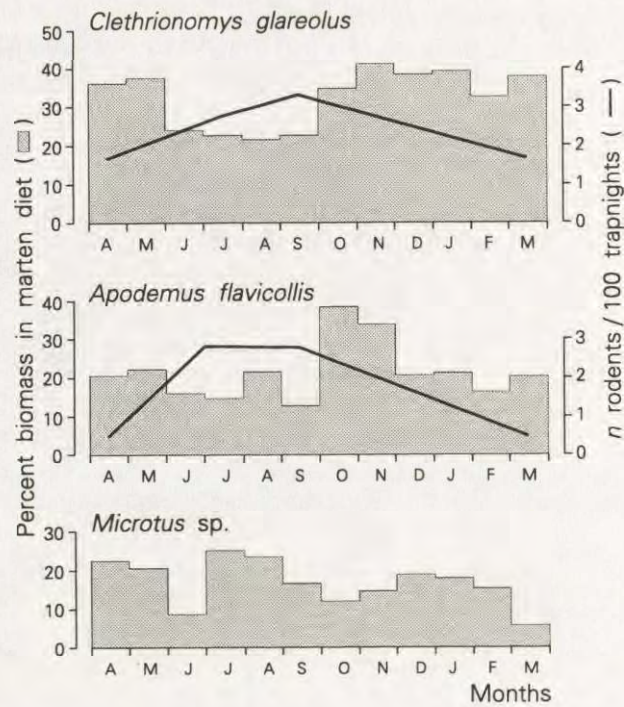 Clethrionomys glareolus
50
40
30
20
10
0
4
3
2
1
0
A M J J A S O N D J F M
Apodemus flavicollis
40
30
20
10
0
3
2
1
0
A M J J A S O N D J F M
Microtus sp.
30
20
10
0
A M J J A S O N D J F M
Months
Percent biomass in marten diet ( )
n rodents/100 trapnights ( — )